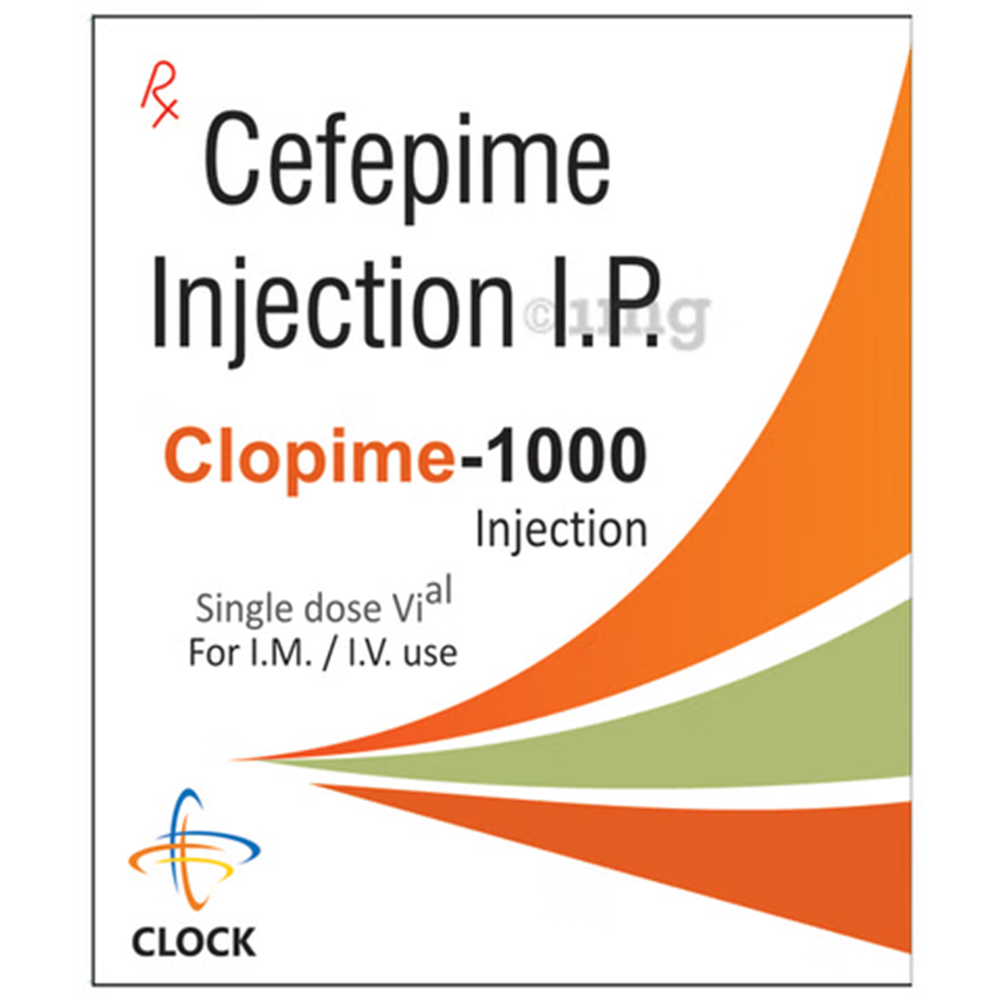 Rx
Cefepime
Injection I.P.
©1mg
Clopime-1000
Injection
Single dose Vial
For I.M. / I.V. use
CLOCK